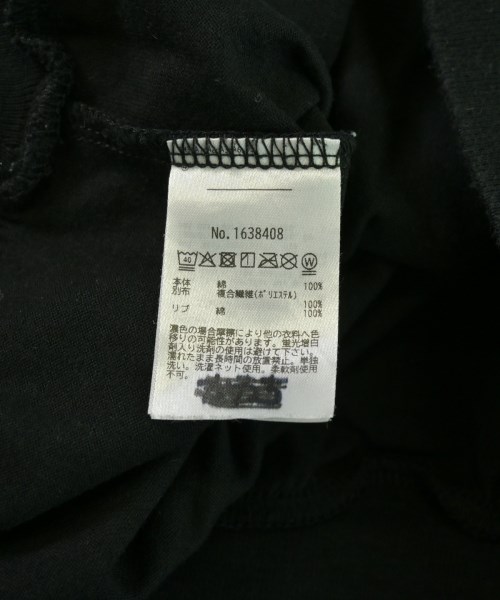 No.1638408
40
本体 綿 100%
別布 複合繊維(ポリエステル) 100%
リブ 綿 100%
濃色の場合摩擦により他の衣料へ色
移りの可能性があります。蛍光増白
剤入り洗剤の使用は避けて下さい。
濡れたまま長時間の放置禁止。単独
洗い。洗濯ネット使用。柔軟剤使用
不可。